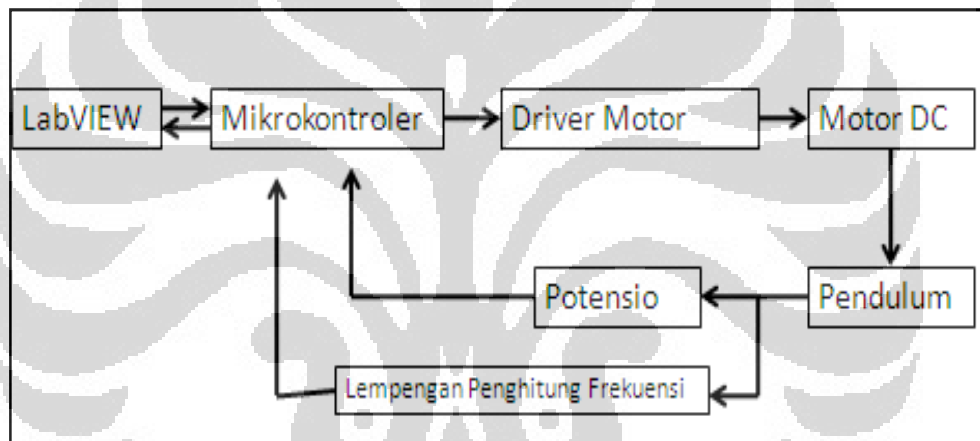 LabVIEW
Mikrokontroler
Driver Motor
Motor DC
Potensio
Pendulum
Lempengan Penghitung Frekuensi